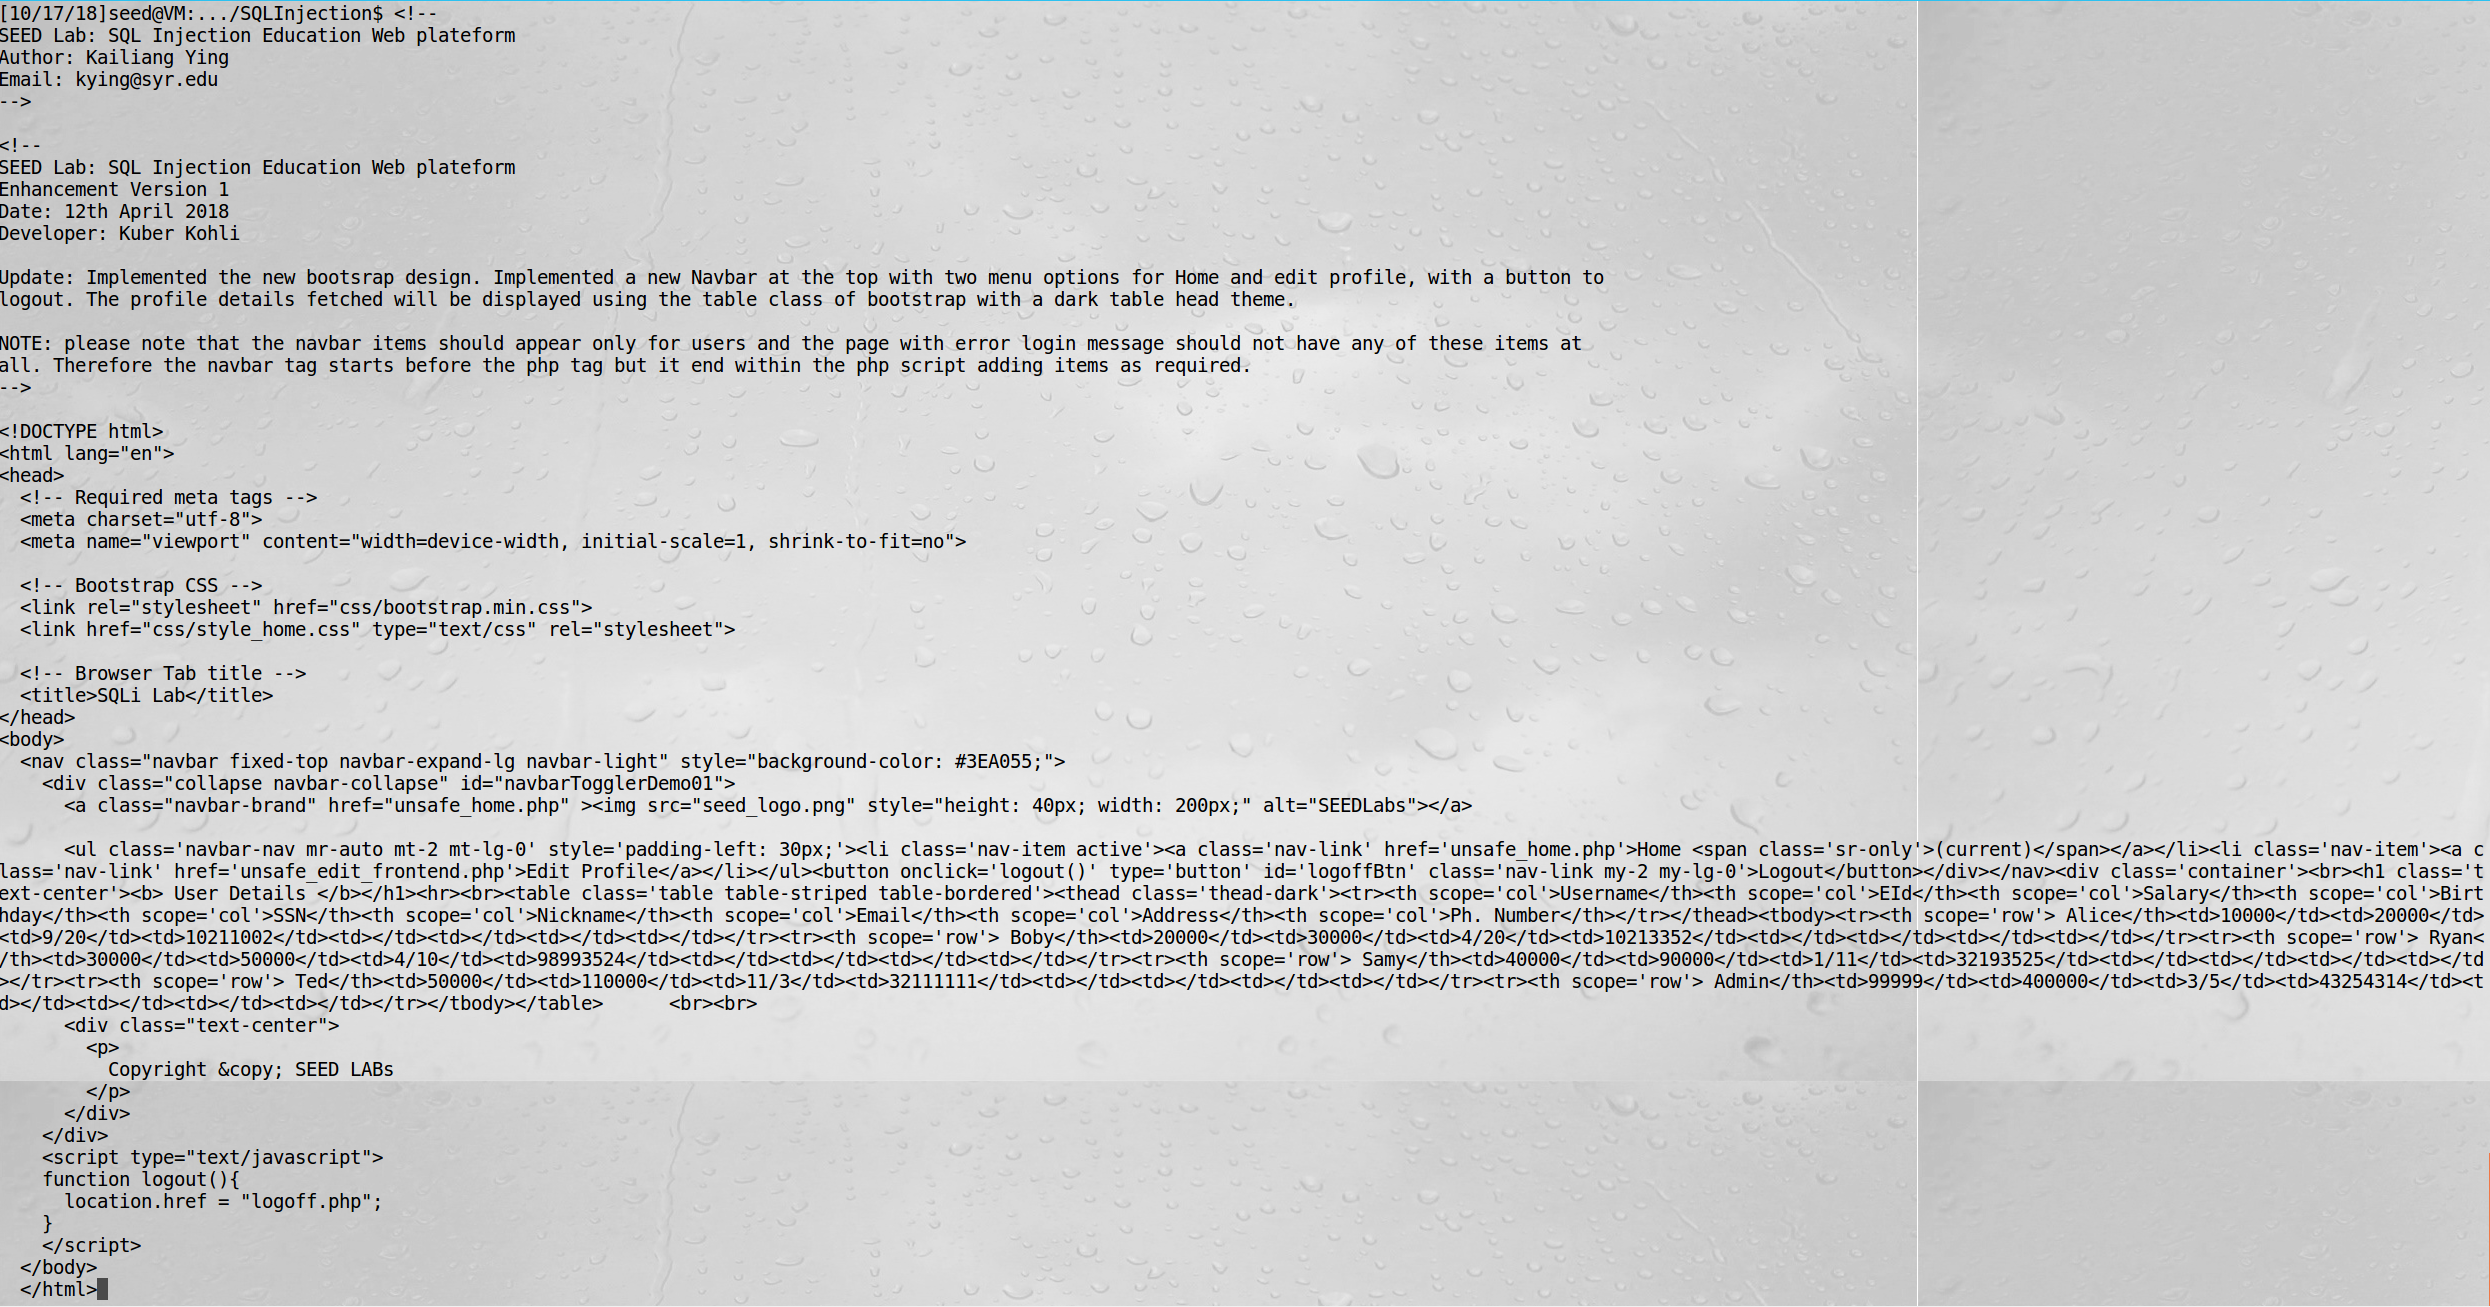 [10/17/18]seed@VM:.../SQLInjection$ <!--
SEED Lab: SQL Injection Education Web plateform
Author: Kailiang Ying
Email: kying@syr.edu
-->

<!--
SEED Lab: SQL Injection Education Web plateform
Enhancement Version 1
Date: 12th April 2018
Developer: Kuber Kohli

Update: Implemented the new bootsrap design. Implemented a new Navbar at the top with two menu options for Home and edit profile, with a button to
logout. The profile details fetched will be displayed using the table class of bootstrap with a dark table head theme.

NOTE: please note that the navbar items should appear only for users and the page with error login message should not have any of these items at
all. Therefore the navbar tag starts before the php tag but it end within the php script adding items as required.
-->

<!DOCTYPE html>
<html lang="en">
<head>
  <!-- Required meta tags -->
  <meta charset="utf-8">
  <meta name="viewport" content="width=device-width, initial-scale=1, shrink-to-fit=no">

  <!-- Bootstrap CSS -->
  <link rel="stylesheet" href="css/bootstrap.min.css">
  <link href="css/style_home.css" type="text/css" rel="stylesheet">

  <!-- Browser Tab title -->
  <title>SQLi Lab</title>
</head>
<body>
  <nav class="navbar fixed-top navbar-expand-lg navbar-light" style="background-color: #3EA055;">
    <div class="collapse navbar-collapse" id="navbarTogglerDemo01">
      <a class="navbar-brand" href="unsafe_home.php" ><img src="seed_logo.png" style="height: 40px; width: 200px;" alt="SEEDLabs"></a>

      <ul class='navbar-nav mr-auto mt-2 mt-lg-0' style='padding-left: 30px;'><li class='nav-item active'><a class='nav-link' href='unsafe_home.php'>Home <span class='sr-only'>(current)</span></a></li><li class='nav-item'><a c
lass='nav-link' href='unsafe_edit_frontend.php'>Edit Profile</a></li></ul><button onclick='logout()' type='button' id='logoffBtn' class='nav-link my-2 my-lg-0'>Logout</button></div></nav><div class='container'><br><h1 class='t
ext-center'><b> User Details </b></h1><hr><br><table class='table table-striped table-bordered'><thead class='thead-dark'><tr><th scope='col'>Username</th><th scope='col'>EId</th><th scope='col'>Salary</th><th scope='col'>Birt
hday</th><th scope='col'>SSN</th><th scope='col'>Nickname</th><th scope='col'>Email</th><th scope='col'>Address</th><th scope='col'>Ph. Number</th></tr></thead><tbody><tr><th scope='row'> Alice</th><td>10000</td><td>20000</td>
<td>9/20</td><td>10211002</td><td></td><td></td><td></td><td></td></tr><tr><th scope='row'> Boby</th><td>20000</td><td>30000</td><td>4/20</td><td>10213352</td><td></td><td></td><td></td><td></td></tr><tr><th scope='row'> Ryan<
/th><td>30000</td><td>50000</td><td>4/10</td><td>98993524</td><td></td><td></td><td></td><td></td></tr><tr><th scope='row'> Samy</th><td>40000</td><td>90000</td><td>1/11</td><td>32193525</td><td></td><td></td><td></td><td></td
></tr><tr><th scope='row'> Ted</th><td>50000</td><td>110000</td><td>11/3</td><td>32111111</td><td></td><td></td><td></td><td></td></tr><tr><th scope='row'> Admin</th><td>99999</td><td>400000</td><td>3/5</td><td>43254314</td><t
d></td><td></td><td></td><td></td></tr></tbody></table>      <br><br>
      <div class="text-center">
        <p>
          Copyright &copy; SEED LABs
        </p>
      </div>
    </div>
    <script type="text/javascript">
    function logout(){
      location.href = "logoff.php";
    }
    </script>
  </body>
  </html>